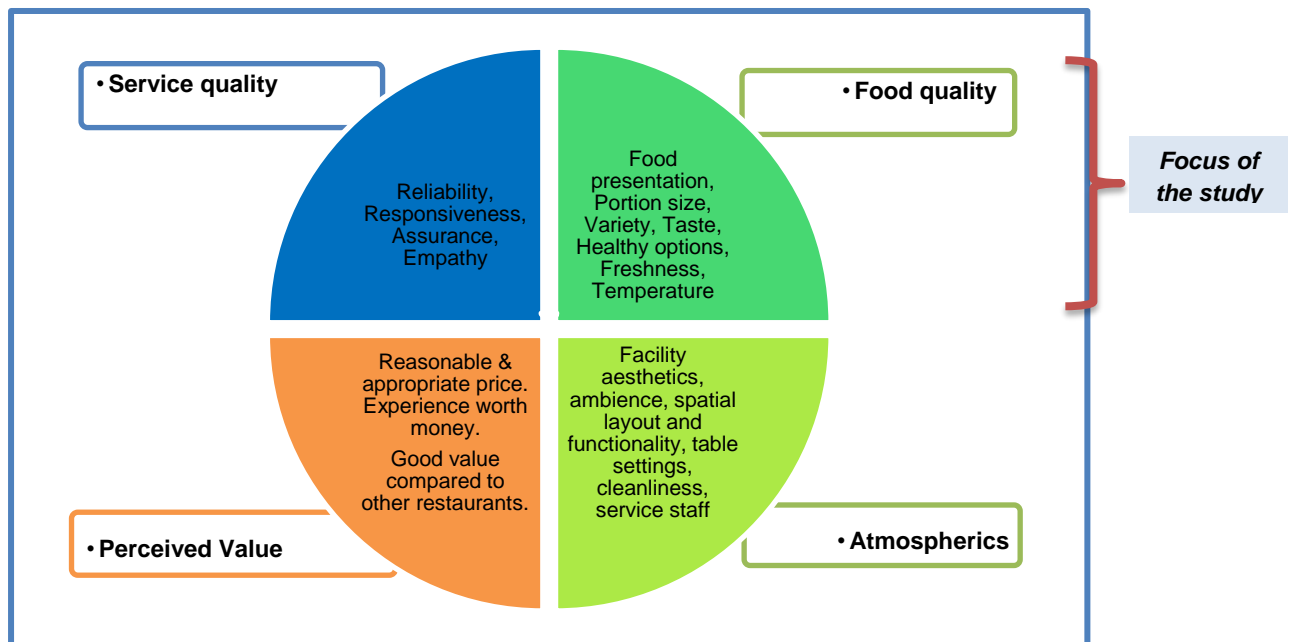 • Service quality
• Food quality
Focus of
the study
Reliability,
Responsiveness,
Assurance,
Empathy
Food
presentation,
Portion size,
Variety, Taste,
Healthy options,
Freshness,
Temperature
Reasonable &
appropriate price.
Experience worth
money.
Good value
compared to
other restaurants.
Facility
aesthetics,
ambience, spatial
layout and
functionality, table
settings,
cleanliness,
service staff
• Perceived Value
• Atmospherics